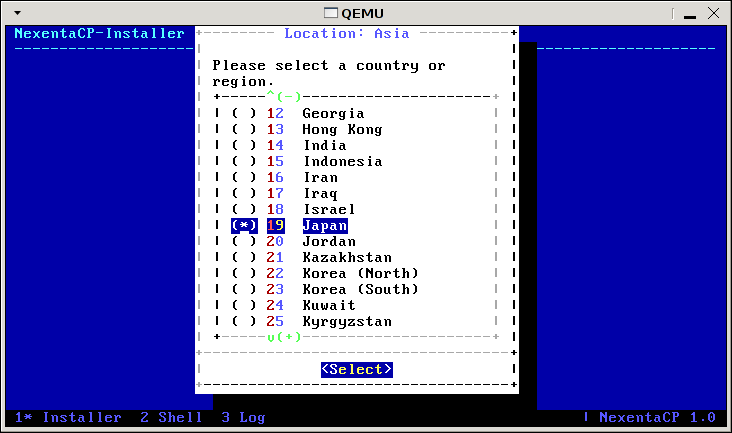 QEMU
NexentaCP-Installer
Location: Asia
Please select a country or
region.
^(-)
( ) 12 Georgia
( ) 13 Hong Kong
( ) 14 India
( ) 15 Indonesia
( ) 16 Iran
( ) 17 Iraq
( ) 18 Israel
(*) 19 Japan
( ) 20 Jordan
( ) 21 Kazakhstan
( ) 22 Korea (North)
( ) 23 Korea (South)
( ) 24 Kuwait
( ) 25 Kyrgyzstan
v(+)
<Select>
1* Installer 2 Shell 3 Log | NexentaCP 1.0